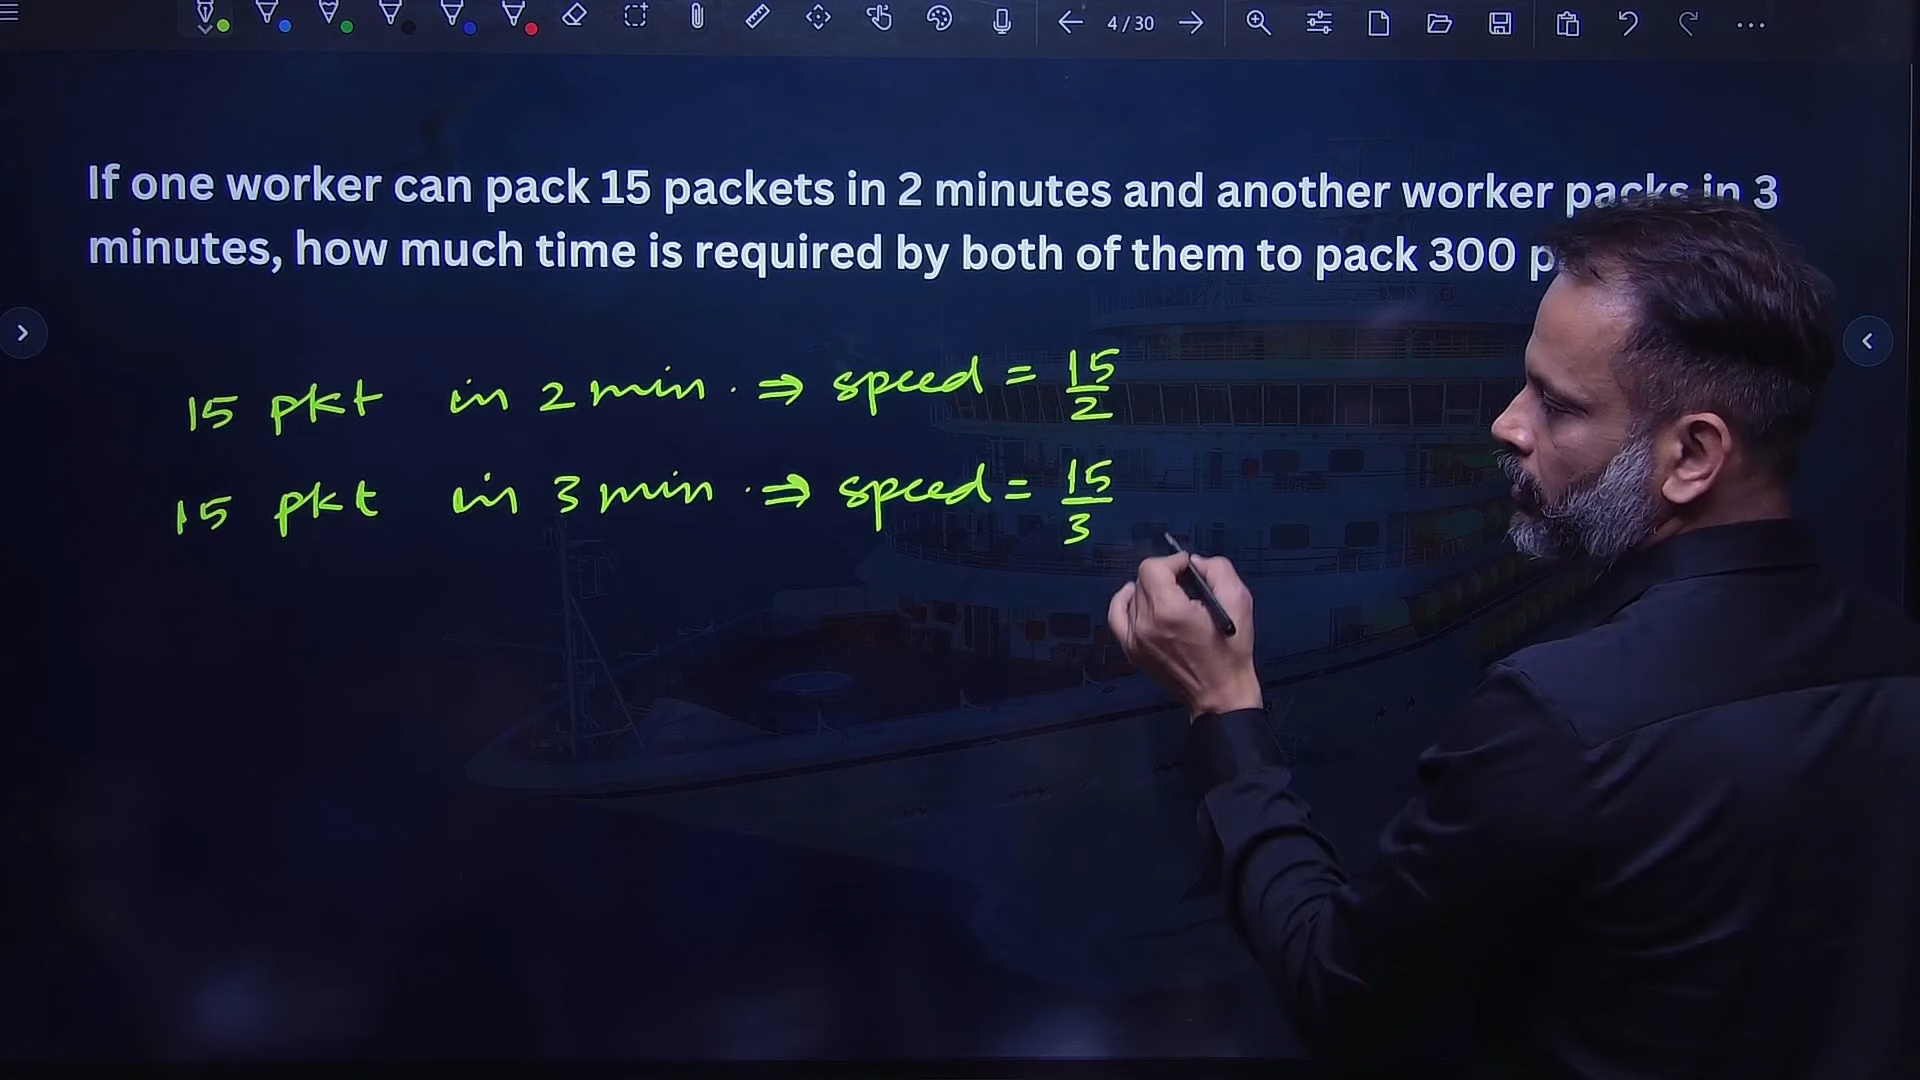 4 / 30
If one worker can pack 15 packets in 2 minutes and another worker packs in 3
minutes, how much time is required by both of them to pack 300
15 pkt in 2 min. ⇒ speed = 15/2
15 pkt in 3 min. ⇒ speed = 15/3